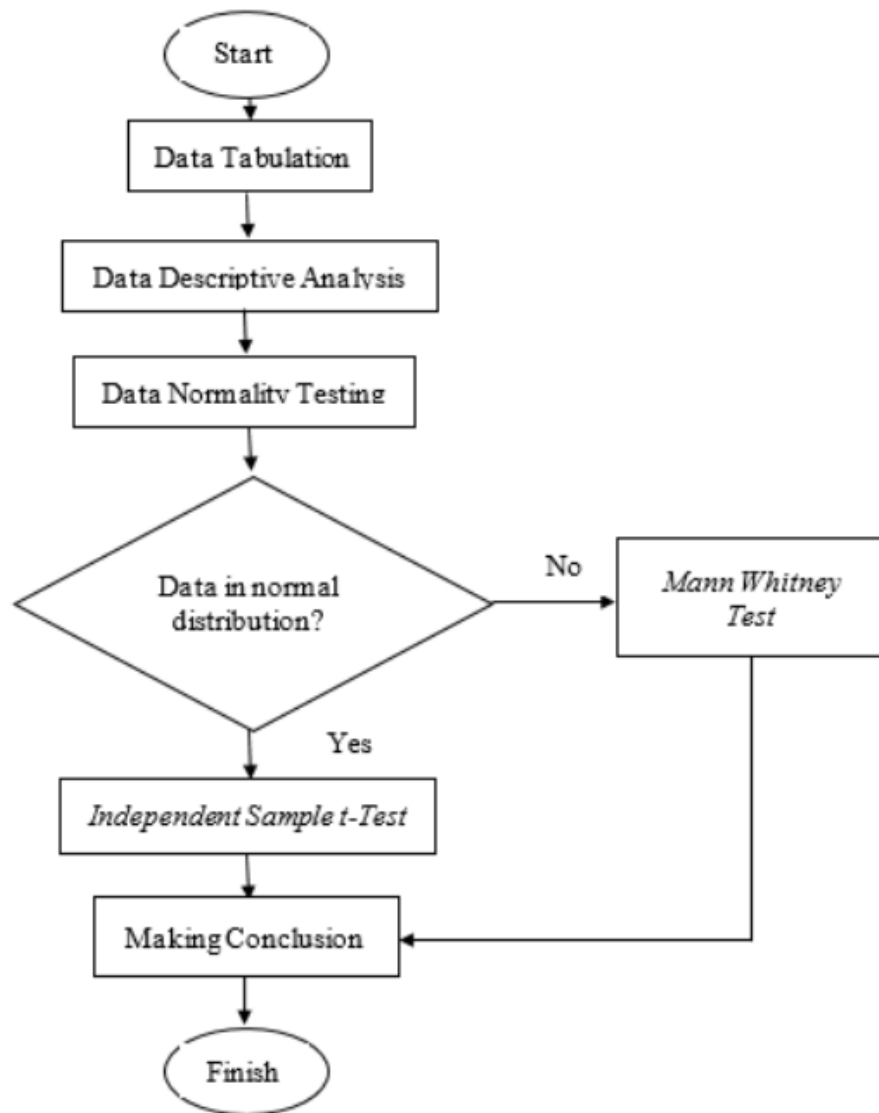 Start
Data Tabulation
Data Descriptive Analysis
Data Normality Testing
Data in normal
distribution?
No
Mann Whitney
Test
Yes
Independent Sample t-Test
Making Conclusion
Finish